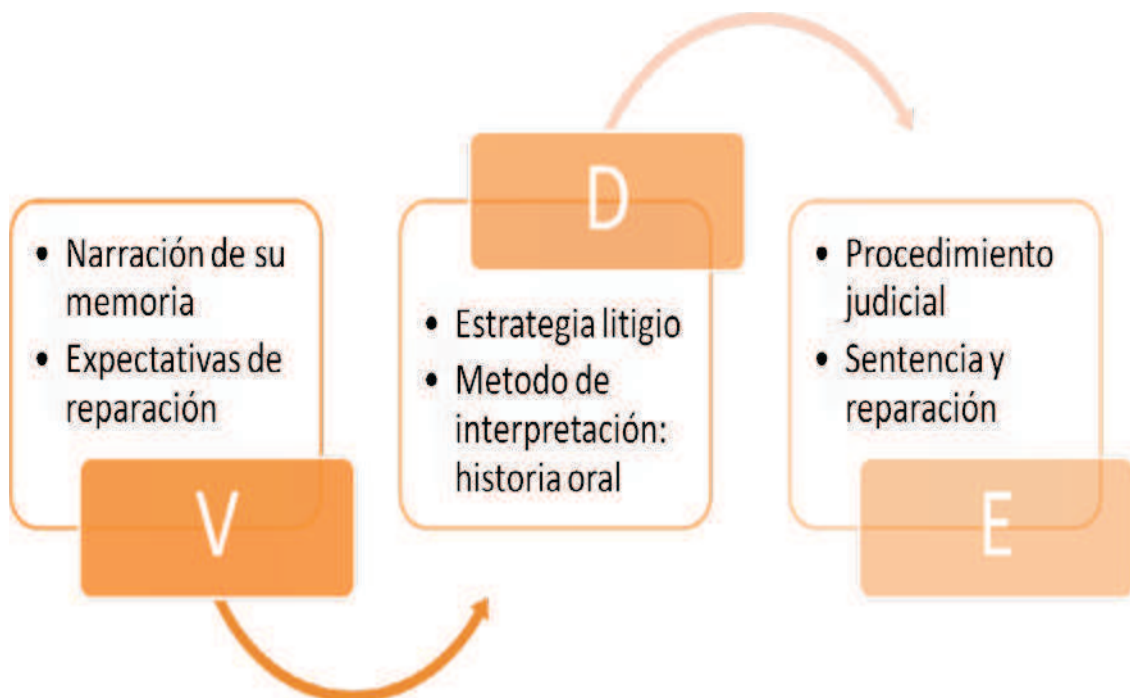 • Narración de su
memoria
• Expectativas de
reparación
V
D
• Estrategia litigio
• Metodo de
interpretación:
historia oral
• Procedimiento
judicial
• Sentencia y
reparación
E